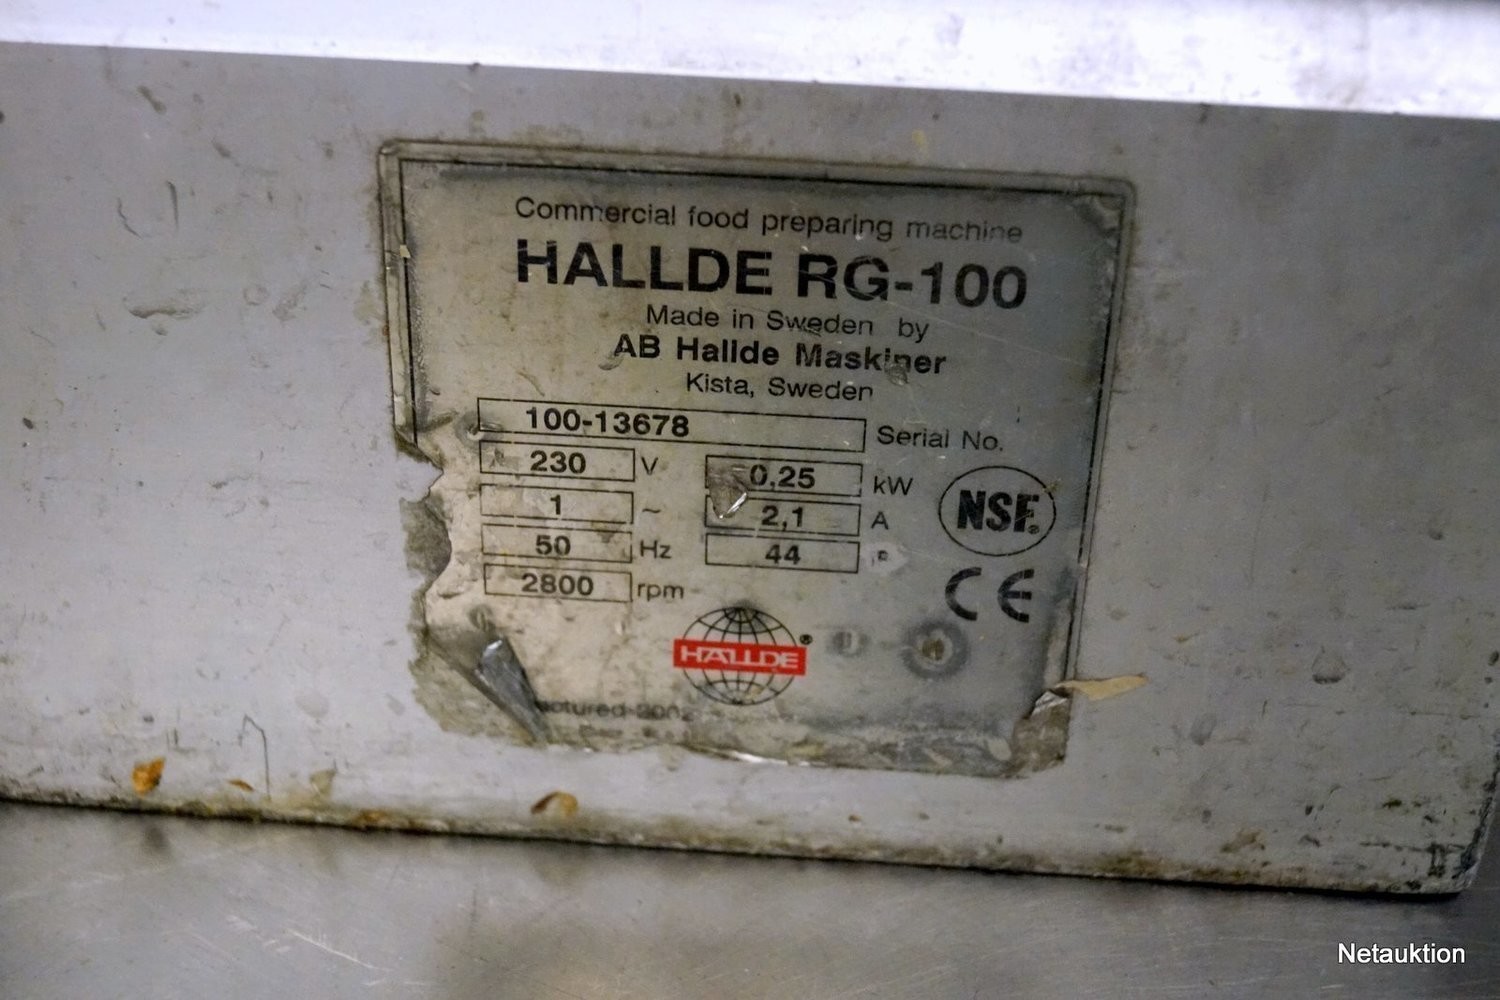 Commercial food preparing machine
HALLDE RG-100
Made in Sweden by
AB Hallde Maskiner
Kista, Sweden
100-13678 Serial No.
230 V 0,25 kW
1 ~ 2,1 A
50 Hz 44
2800 rpm
NSF®
CE
HALLDE®
Netauktion